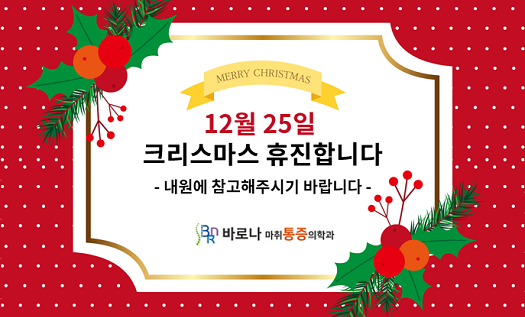 MERRY CHRISTMAS
12월 25일
크리스마스 휴진합니다
- 내원에 참고해주시기 바랍니다 -
BnR 바로나 마취통증의학과